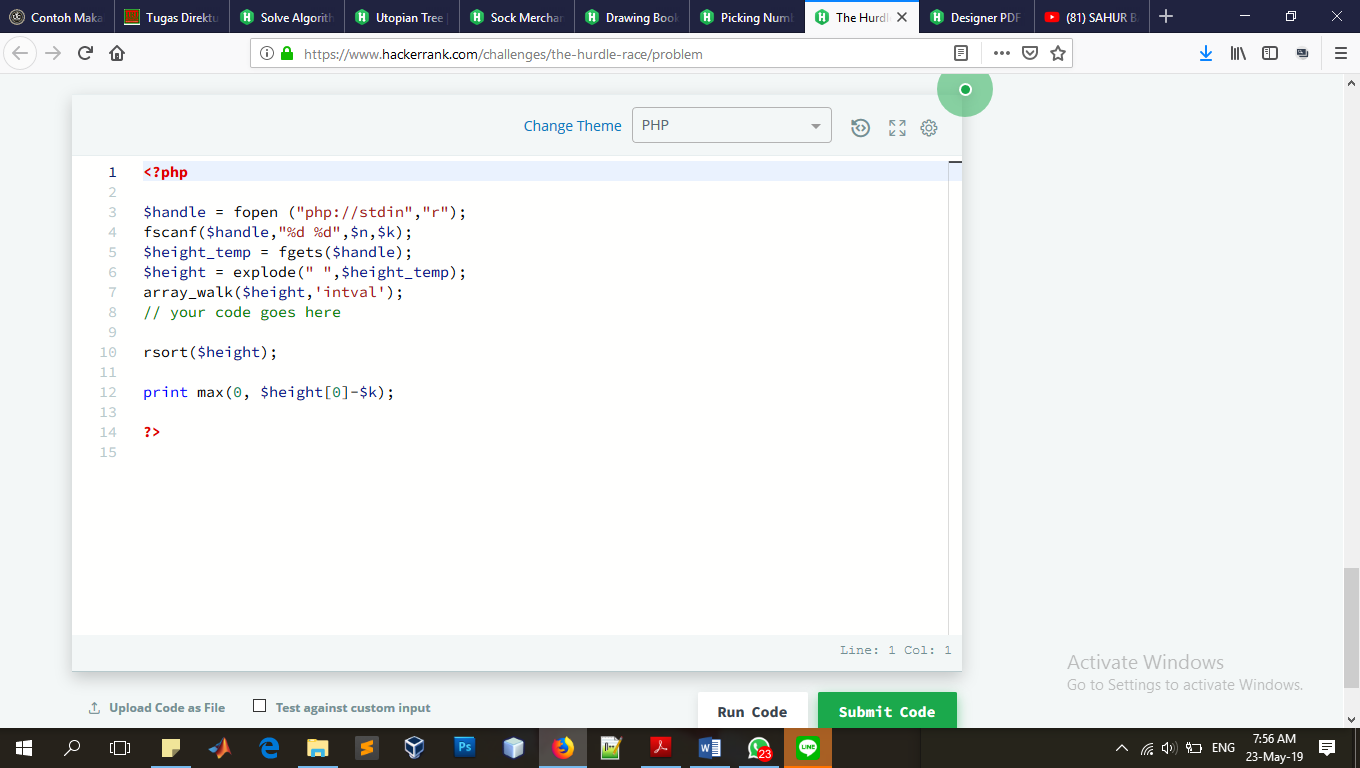 Contoh Maka
Tugas Direktu
Solve Algorith
Utopian Tree |
Sock Merchan
Drawing Book
Picking Numb
The Hurdl
Designer PDF
(81) SAHUR B
https://www.hackerrank.com/challenges/the-hurdle-race/problem
Change Theme
PHP
1 <?php
2
3 $handle = fopen ("php://stdin","r");
4 fscanf($handle,"%d %d",$n,$k);
5 $height_temp = fgets($handle);
6 $height = explode(" ",$height_temp);
7 array_walk($height,'intval');
8 // your code goes here
9
10 rsort($height);
11
12 print max(0, $height[0]-$k);
13
14 ?>
15
Line: 1 Col: 1
Activate Windows
Go to Settings to activate Windows.
Upload Code as File
Test against custom input
Run Code
Submit Code
Ps
23
LINE
ENG
7:56 AM
23-May-19